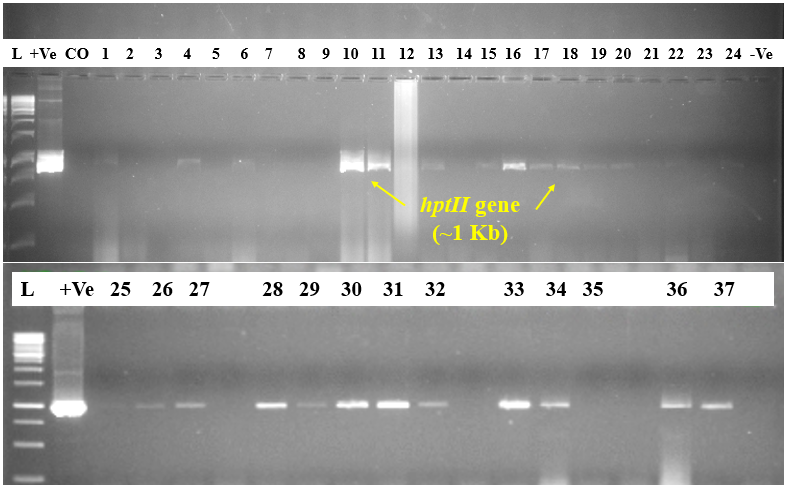 L +Ve CO 1 2 3 4 5 6 7 8 9 10 11 12 13 14 15 16 17 18 19 20 21 22 23 24 -Ve
hptII gene
(~1 Kb)
L +Ve 25 26 27 28 29 30 31 32 33 34 35 36 37